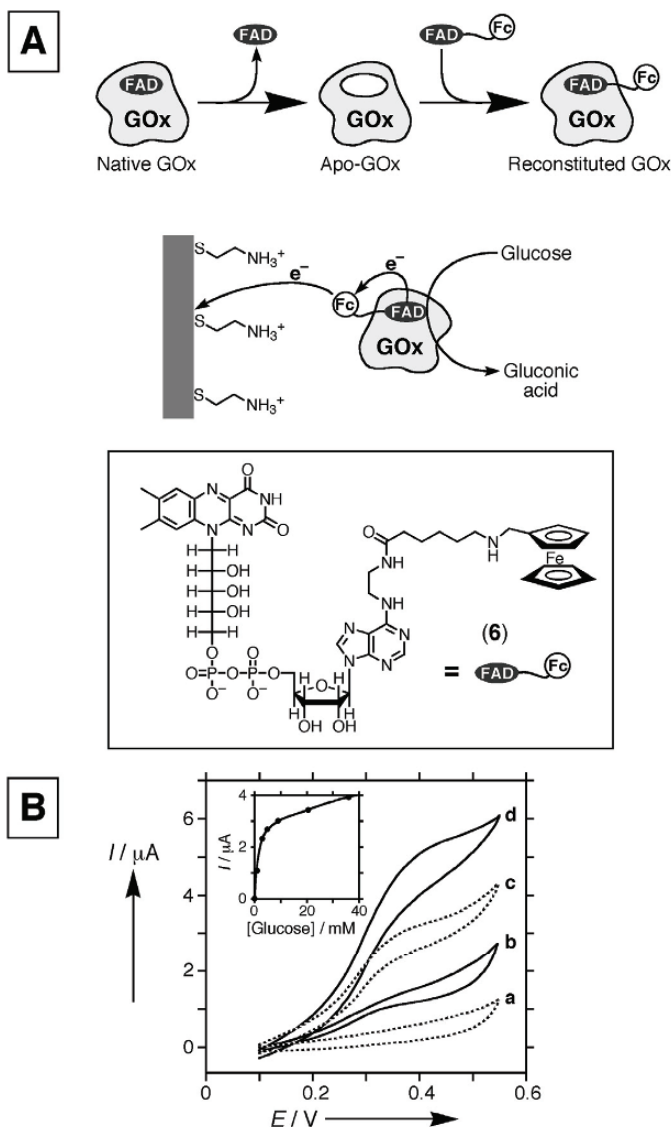 A
FAD
FAD Fc
FAD
GOx
GOx
FAD Fc
GOx
Native GOx
Apo-GOx
Reconstituted GOx
S NH3+
e−
e−
Glucose
Fc
FAD
S NH3+
GOx
Gluconic
acid
S NH3+
O
N
NH
N N O
H H
H OH
H OH
H OH
H H
O
O=P-O-P-O
O− O−
O
H H
H H
OH OH
O
N
H
NH
N N
N N
N
H
Fe
(6)
= FAD Fc
B
I / μA
6
4
2
0
4
2
0
I / μA
0 20 40
[Glucose] / mM
d
c
b
a
0 0.2 0.4 0.6
E / V